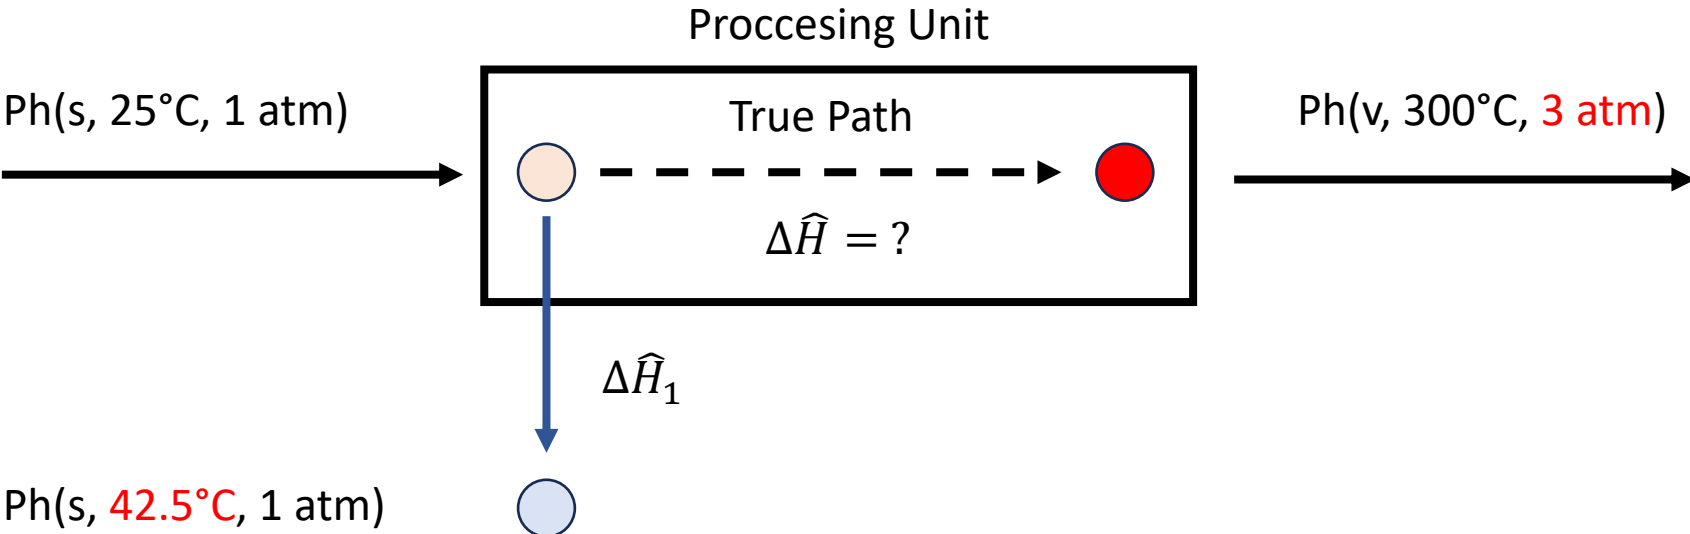 Proccesing Unit
Ph(s, 25°C, 1 atm)
True Path
Ph(v, 300°C, 3 atm)
ΔĤ = ?
ΔĤ₁
Ph(s, 42.5°C, 1 atm)